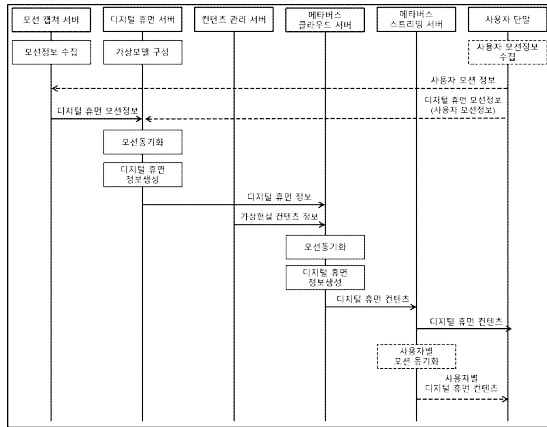 모션 캡쳐 서버
디지털 휴먼 서버
컨텐츠 관리 서버
메타버스
클라우드 서버
메타버스
스트리밍 서버
사용자 단말
모션정보 수집
가상모델 구성
사용자 모션정보
수집
사용자 모션 정보
디지털 휴먼 모션정보
디지털 휴먼 모션정보
(사용자 모션정보)
모션동기화
디지털 휴먼
정보생성
디지털 휴먼 정보
가상현실 컨텐츠 정보
모션동기화
디지털 휴먼
정보생성
디지털 휴먼 컨텐츠
디지털 휴먼 컨텐츠
사용자별
모션 동기화
사용자별
디지털 휴먼 컨텐츠